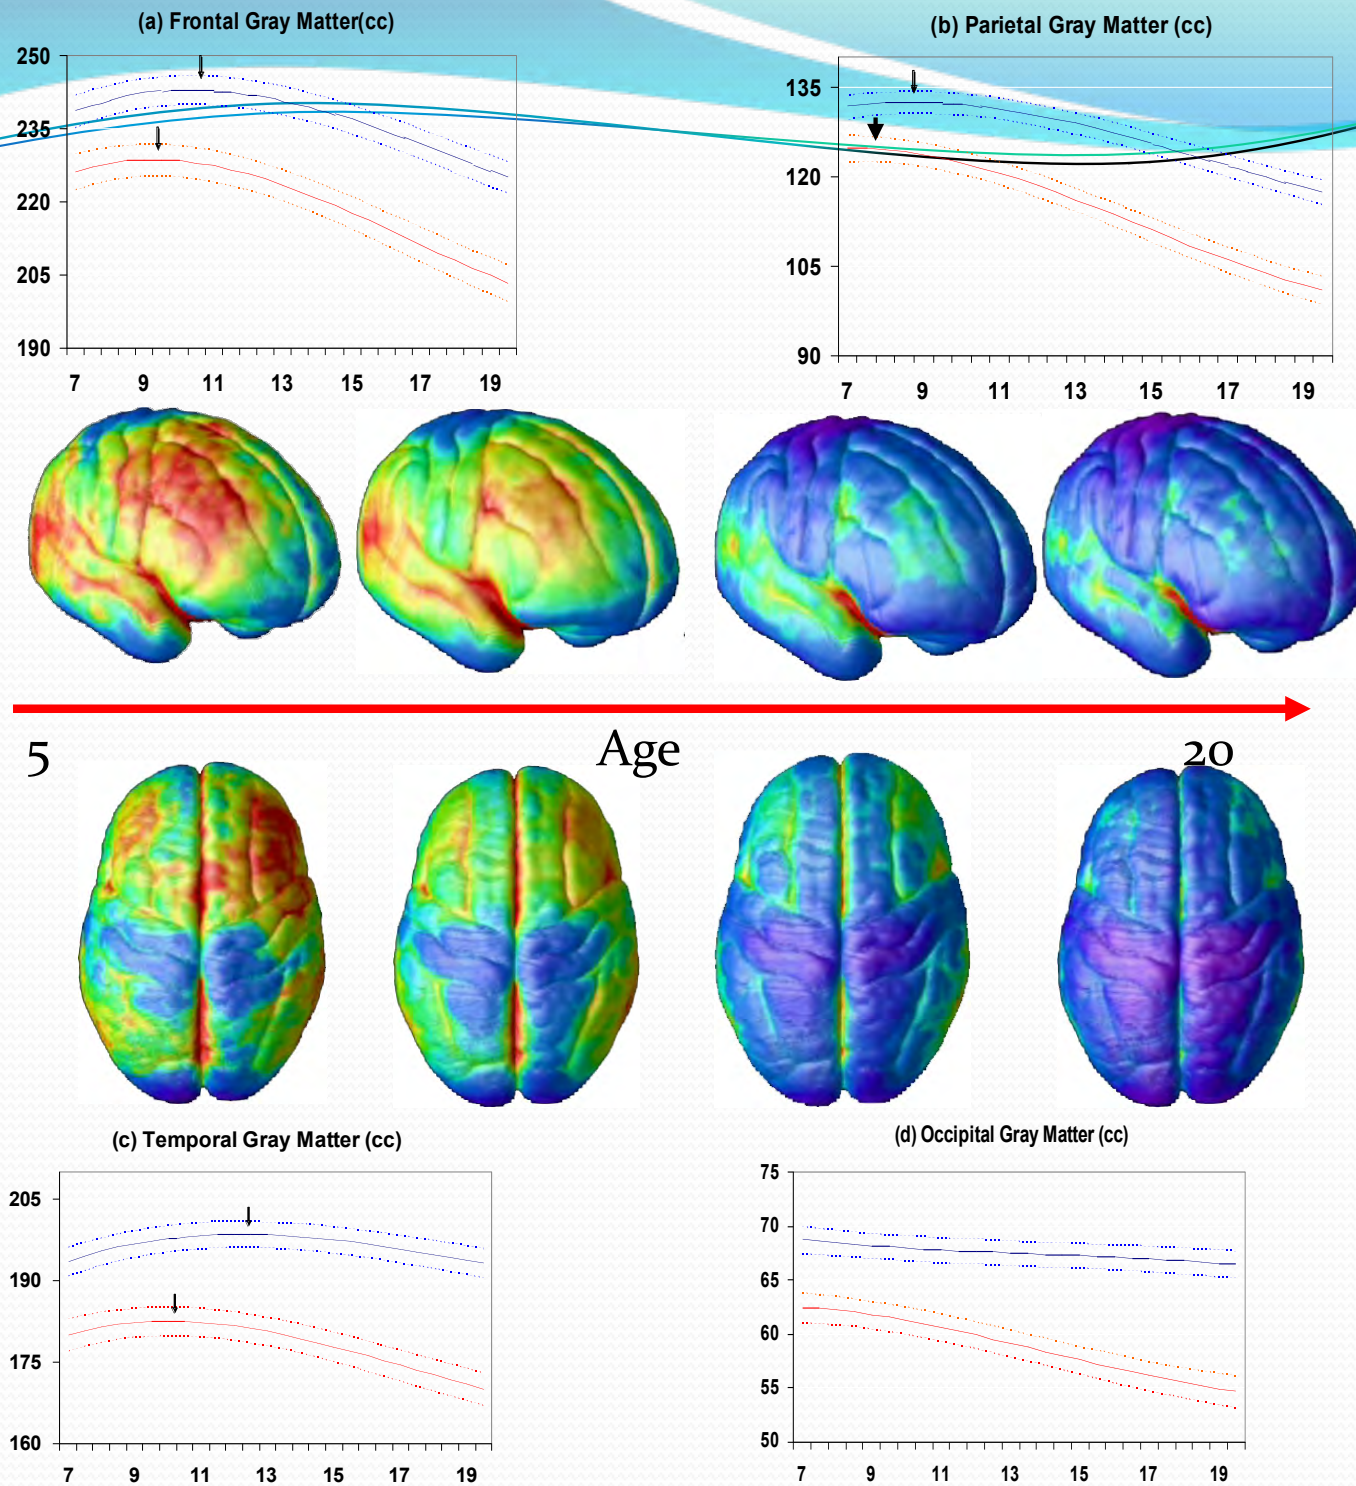 (a) Frontal Gray Matter(cc)
250
235
220
205
190
7 9 11 13 15 17 19
(b) Parietal Gray Matter (cc)
135
120
105
90
7 9 11 13 15 17 19
5 Age 20
(c) Temporal Gray Matter (cc)
205
190
175
160
7 9 11 13 15 17 19
(d) Occipital Gray Matter (cc)
75
70
65
60
55
50
7 9 11 13 15 17 19